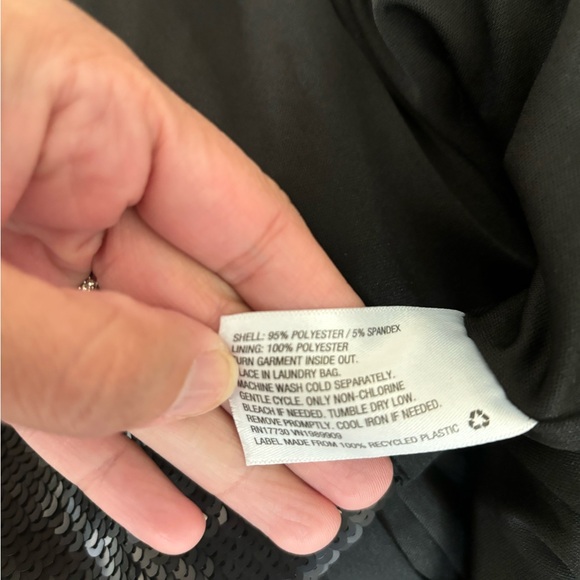 SHELL: 95% POLYESTER / 5% SPANDEX
LINING: 100% POLYESTER
TURN GARMENT INSIDE OUT.
PLACE IN LAUNDRY BAG.
MACHINE WASH COLD SEPARATELY.
GENTLE CYCLE. ONLY NON-CHLORINE
BLEACH IF NEEDED. TUMBLE DRY LOW.
REMOVE PROMPTLY. COOL IRON IF NEEDED.
RN17730 VN1989909
LABEL MADE FROM 100% RECYCLED PLASTIC